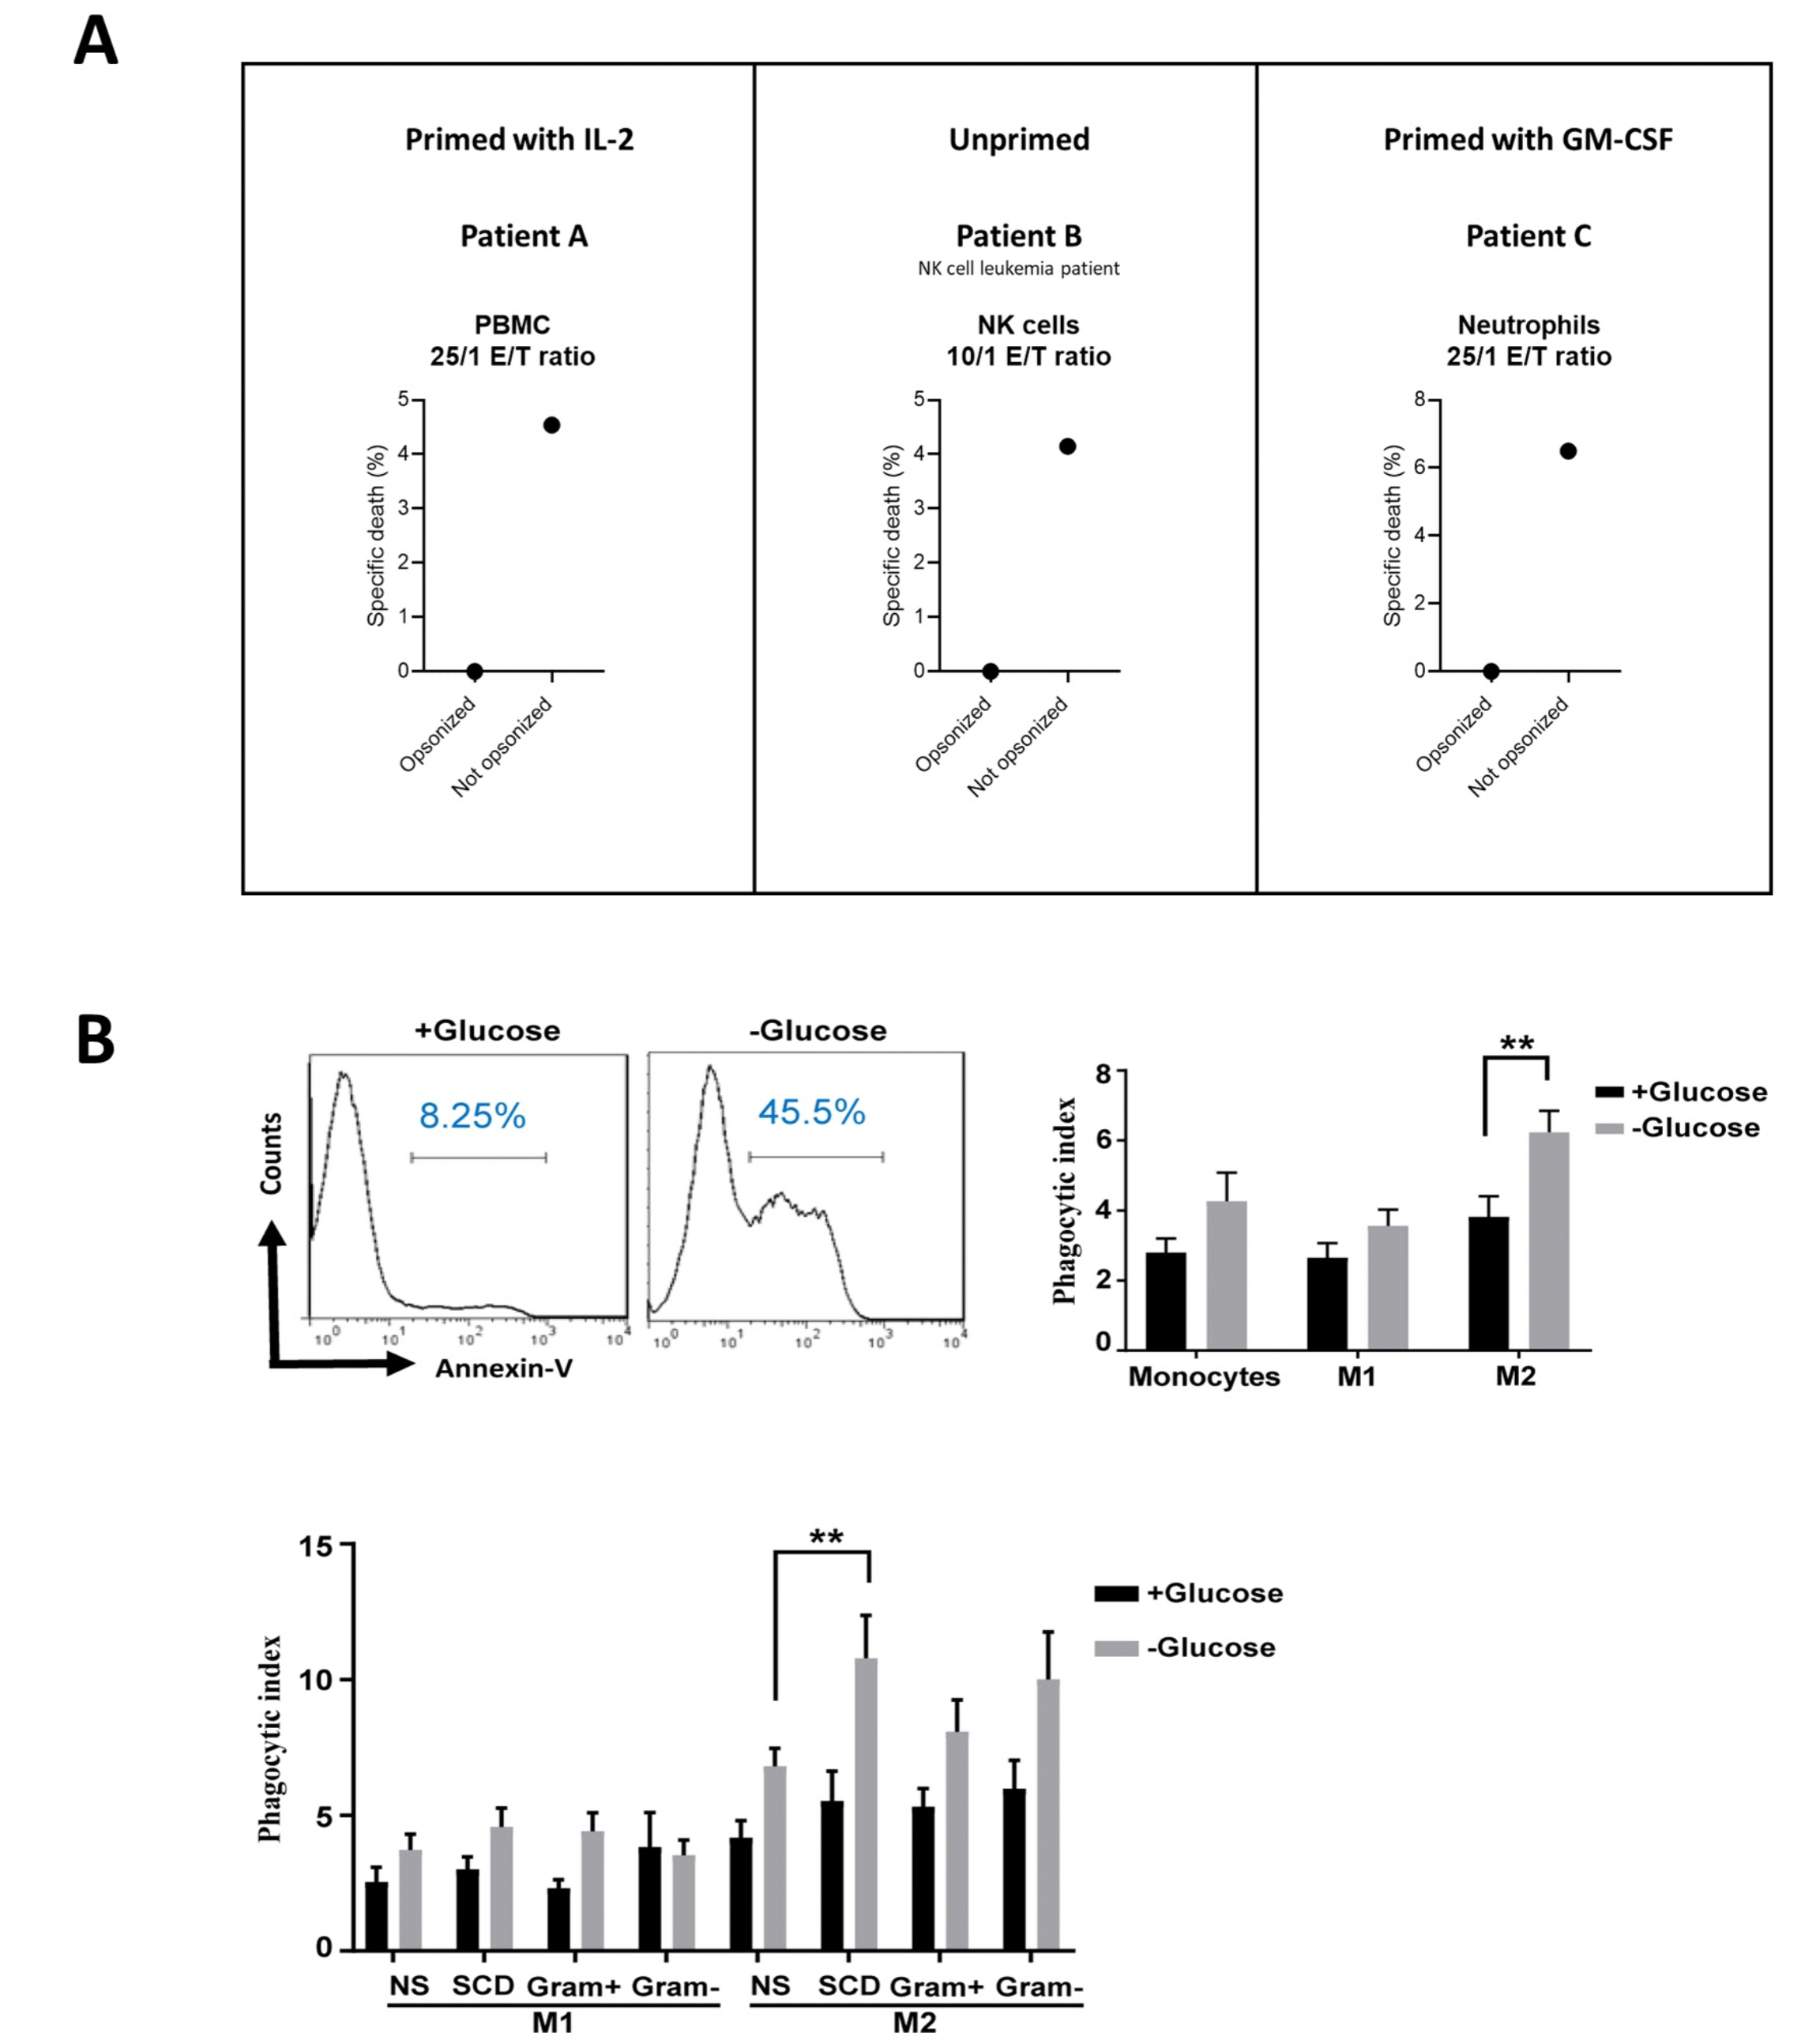 A
Primed with IL-2
Patient A
PBMC
25/1 E/T ratio
Specific death (%)
5
4
3
2
1
0
Opsonized
Not opsonized
Unprimed
Patient B
NK cell leukemia patient
NK cells
10/1 E/T ratio
Specific death (%)
5
4
3
2
1
0
Opsonized
Not opsonized
Primed with GM-CSF
Patient C
Neutrophils
25/1 E/T ratio
Specific death (%)
8
6
4
2
0
Opsonized
Not opsonized
B
+Glucose
8.25%
Counts
10⁰ 10¹ 10² 10³ 10⁴
Annexin-V
-Glucose
45.5%
10⁰ 10¹ 10² 10³ 10⁴
Phagocytic index
8
6
4
2
0
**
+Glucose
-Glucose
Monocytes M1 M2
Phagocytic index
15
10
5
0
**
+Glucose
-Glucose
NS SCD Gram+ Gram- NS SCD Gram+ Gram-
M1 M2